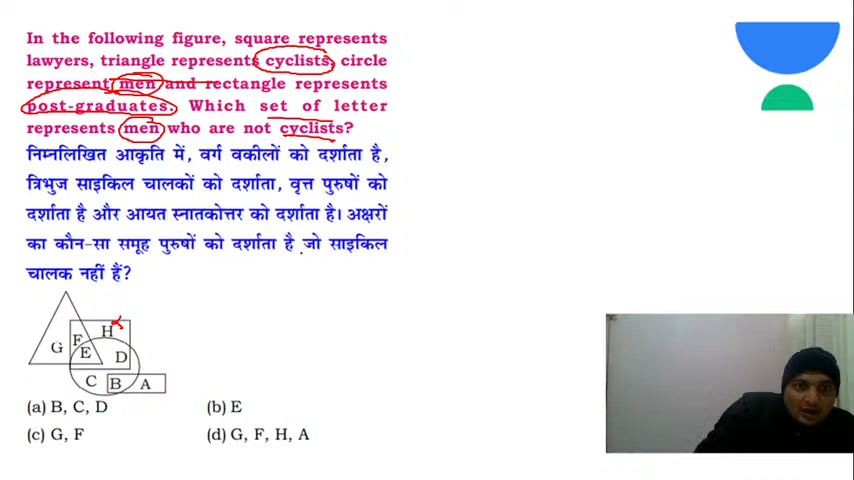 In the following figure, square represents
lawyers, triangle represents cyclists, circle
represent men and rectangle represents
post-graduates. Which set of letter
represents men who are not cyclists?
निम्नलिखित आकृति में, वर्ग वकीलों को दर्शाता है,
त्रिभुज साइकिल चालकों को दर्शाता, वृत्त पुरुषों को
दर्शाता है और आयत स्नातकोत्तर को दर्शाता है। अक्षरों
का कौन-सा समूह पुरुषों को दर्शाता है जो साइकिल
चालक नहीं हैं?
H
F
G
E
D
C
B
A
(a) B, C, D
(b) E
(c) G, F
(d) G, F, H, A